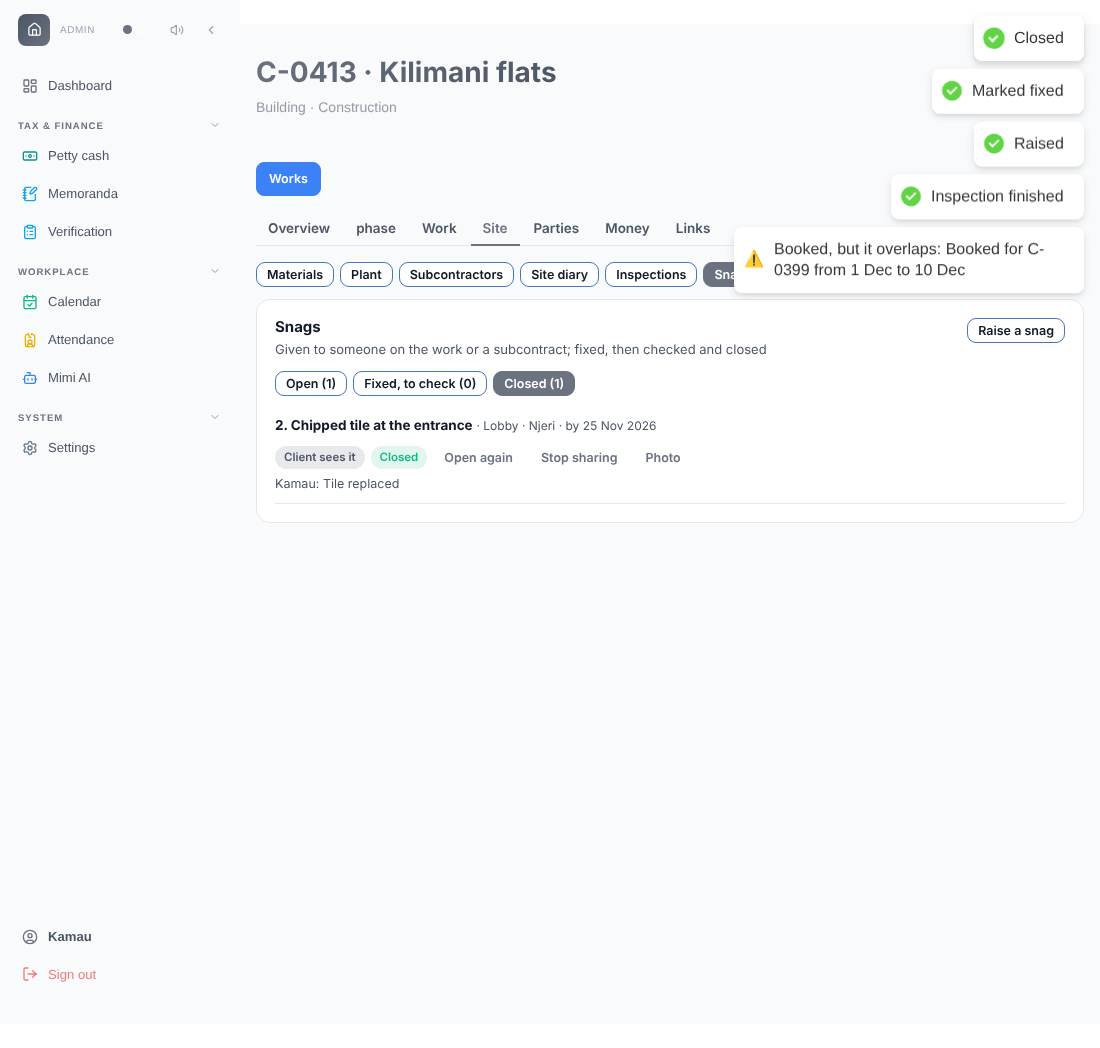 ADMIN
Dashboard
TAX & FINANCE
Petty cash
Memoranda
Verification
WORKPLACE
Calendar
Attendance
Mimi AI
SYSTEM
Settings
Kamau
Sign out
C-0413 · Kilimani flats
Building · Construction
Works
Overview phase Work Site Parties Money Links
Materials Plant Subcontractors Site diary Inspections
Snags
Raise a snag
Given to someone on the work or a subcontract; fixed, then checked and closed
Open (1) Fixed, to check (0) Closed (1)
2. Chipped tile at the entrance · Lobby · Njeri · by 25 Nov 2026
Client sees it Closed Open again Stop sharing Photo
Kamau: Tile replaced
Closed
Marked fixed
Raised
Inspection finished
Booked, but it overlaps: Booked for C-
0399 from 1 Dec to 10 Dec